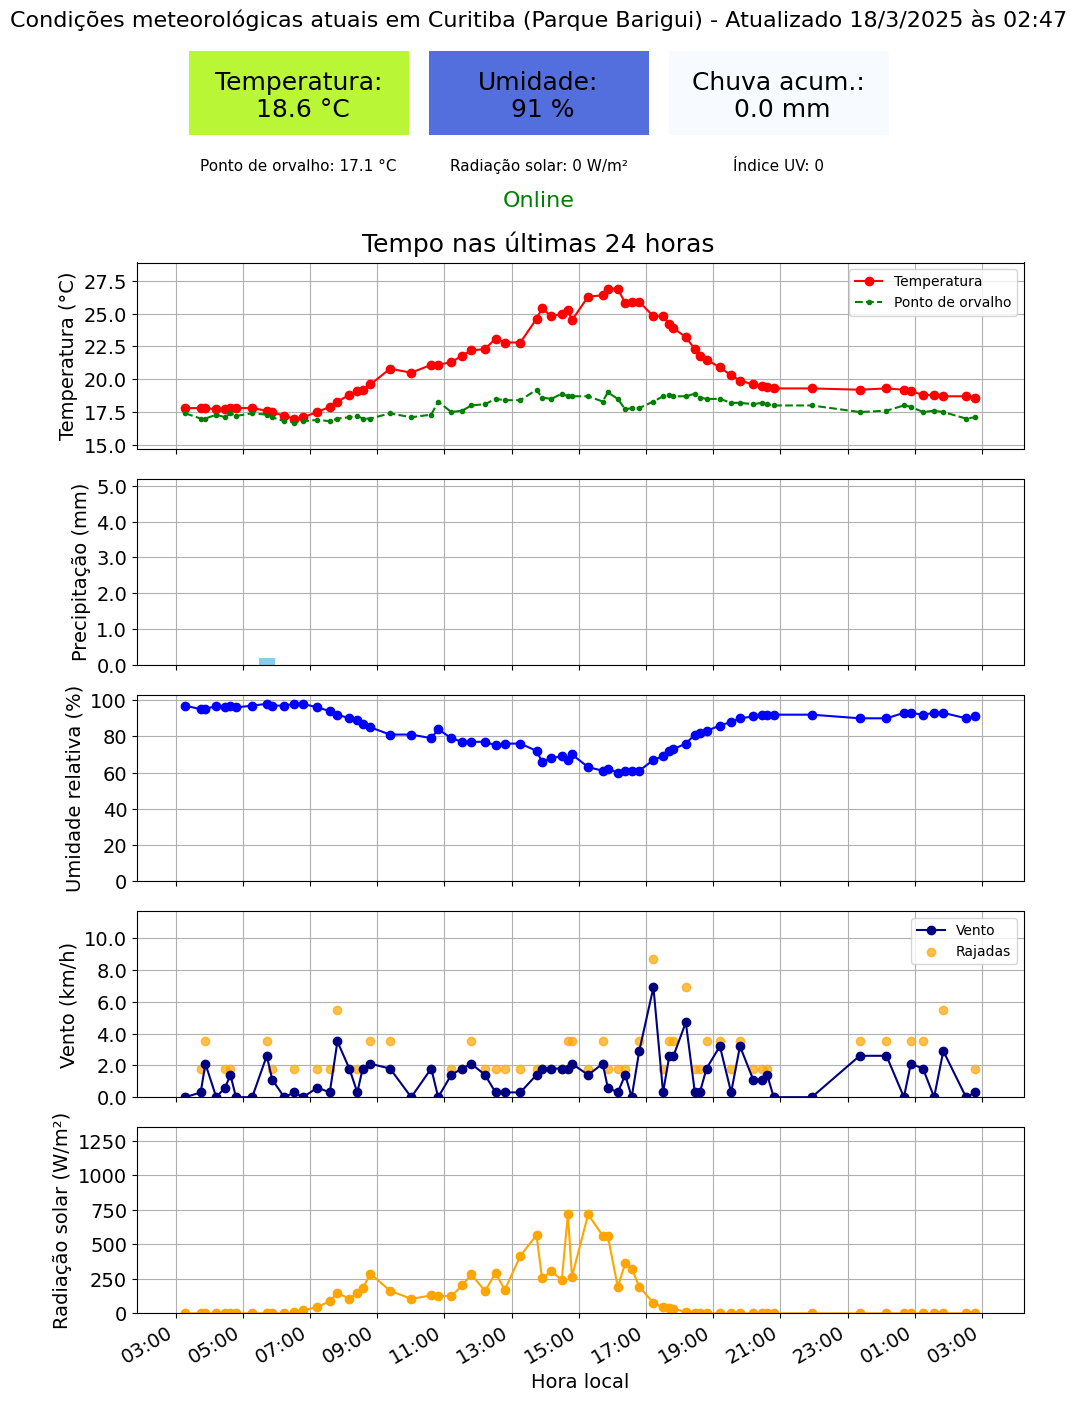 Condições meteorológicas atuais em Curitiba (Parque Barigui) - Atualizado 18/3/2025 às 02:47
Temperatura:
18.6 °C
Umidade:
91 %
Chuva acum.:
0.0 mm
Ponto de orvalho: 17.1 °C
Radiação solar: 0 W/m²
Índice UV: 0
Online
Tempo nas últimas 24 horas
Temperatura (°C)
27.5
25.0
22.5
20.0
17.5
15.0
Temperatura
Ponto de orvalho
Precipitação (mm)
5.0
4.0
3.0
2.0
1.0
0.0
Umidade relativa (%)
100
80
60
40
20
0
Vento (km/h)
10.0
8.0
6.0
4.0
2.0
0.0
Vento
Rajadas
Radiação solar (W/m²)
1250
1000
750
500
250
0
03:00
05:00
07:00
09:00
11:00
13:00
15:00
17:00
19:00
21:00
23:00
01:00
03:00
Hora local